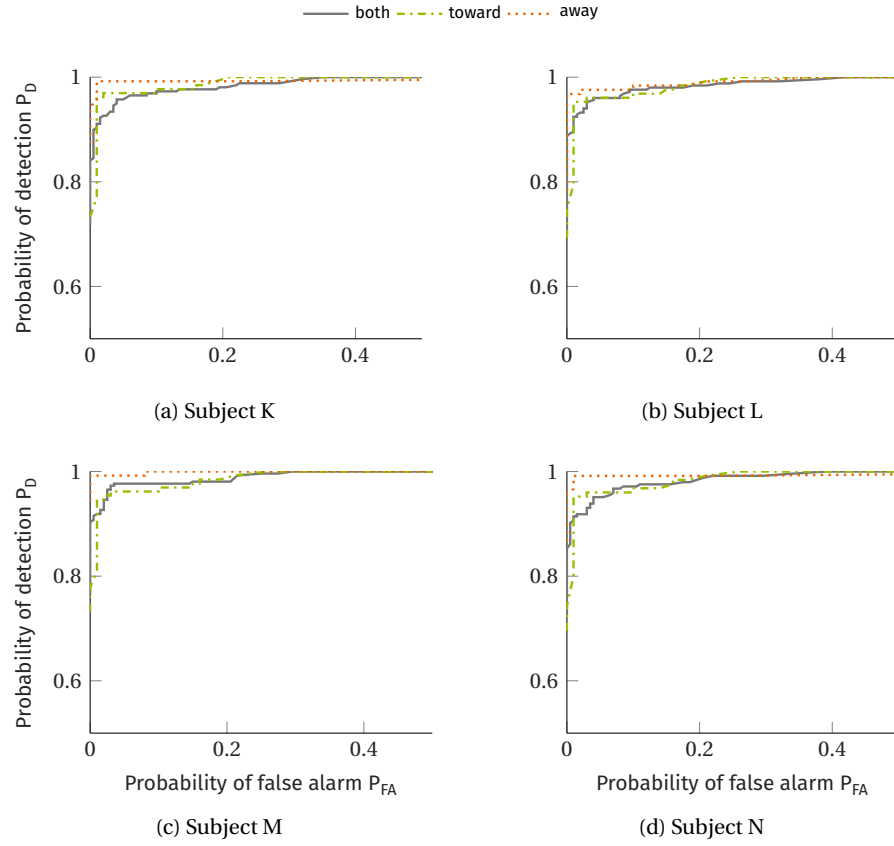 both toward away
Probability of detection P_D
1
0.8
0.6
0 0.2 0.4
(a) Subject K
1
0.8
0.6
0 0.2 0.4
(b) Subject L
Probability of detection P_D
1
0.8
0.6
0 0.2 0.4
Probability of false alarm P_FA
(c) Subject M
1
0.8
0.6
0 0.2 0.4
Probability of false alarm P_FA
(d) Subject N